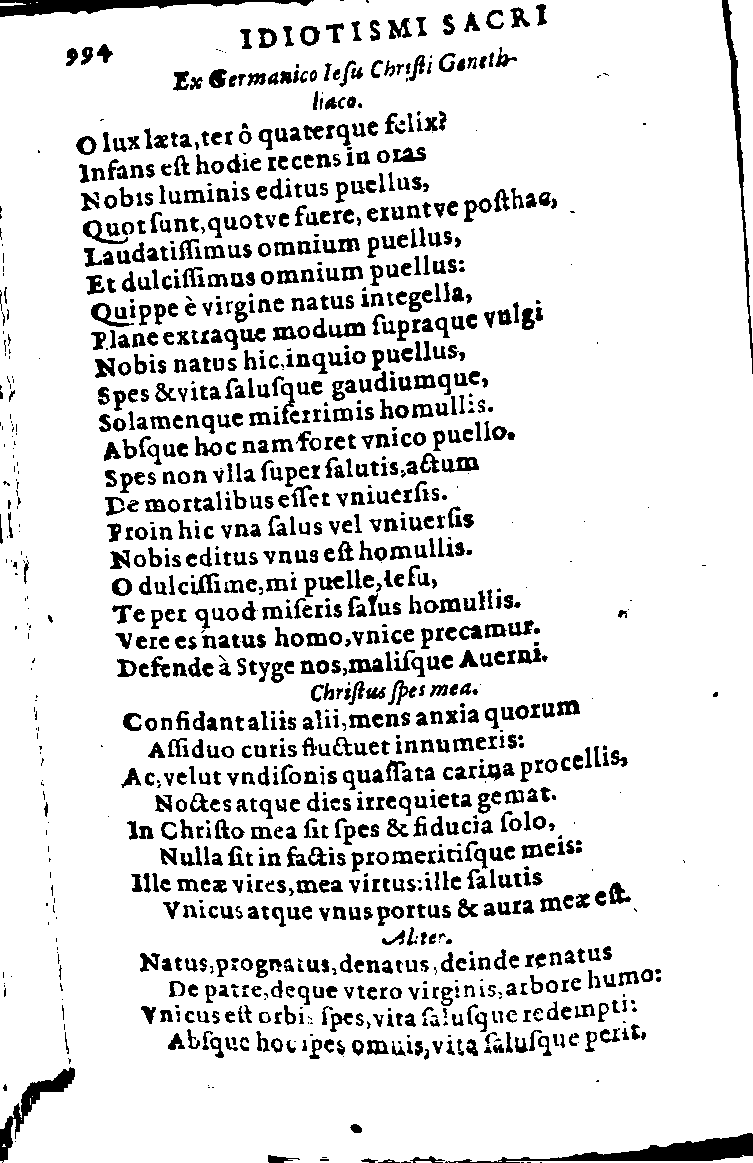 994 IDIOTISMI SACRI
Ex Germanico Iesu Christi Geneth-
liaco.
O lux læta, ter ô quaterque felix?
Infans eſt hodie recens in oras
Nobis luminis editus puellus,
Quot ſunt, quotve fuere, eruntve poſthac,
Laudatiſſimus omnium puellus,
Et dulciſſimus omnium puellus:
Quippe è virgine natus integella,
Plane extraque modum ſupraque vulgi
Nobis natus hic, inquio puellus,
Spes & vita ſaluſque gaudiumque,
Solamenque miſerrimis homullis.
Abſque hoc nam foret vnico puello.
Spes non vlla ſuper ſalutis, actum
De mortalibus eſſet vniuerſis.
Proin hic vna ſalus vel vniuerſis
Nobis editus vnus eſt homullis.
O dulciſſime, mi puelle, Ieſu,
Te per quod miſeris ſalus homullis.
Vere es natus homo, vnice precamur.
Defende à Styge nos, maliſque Auerni.
Chriſtus ſpes mea.
Confidant aliis alii, mens anxia quorum
Aſſiduo curis fluctuet innumeris:
Ac, velut vndiſonis quaſſata carina procellis,
Noctes atque dies irrequieta gemat.
In Chriſto mea ſit ſpes & fiducia ſolo,
Nulla ſit in factis promeritiſque meis:
Ille meæ vires, mea virtus: ille ſalutis
Vnicus atque vnus portus & aura meæ eſt.
Aliter.
Natus, prognatus, denatus, deinde renatus
De patre, deque vtero virginis, arbore humo:
Vnicus eſt orbis ſpes, vita ſaluſque redempti:
Abſque hoc ſpes omnis, vita ſaluſque perit.